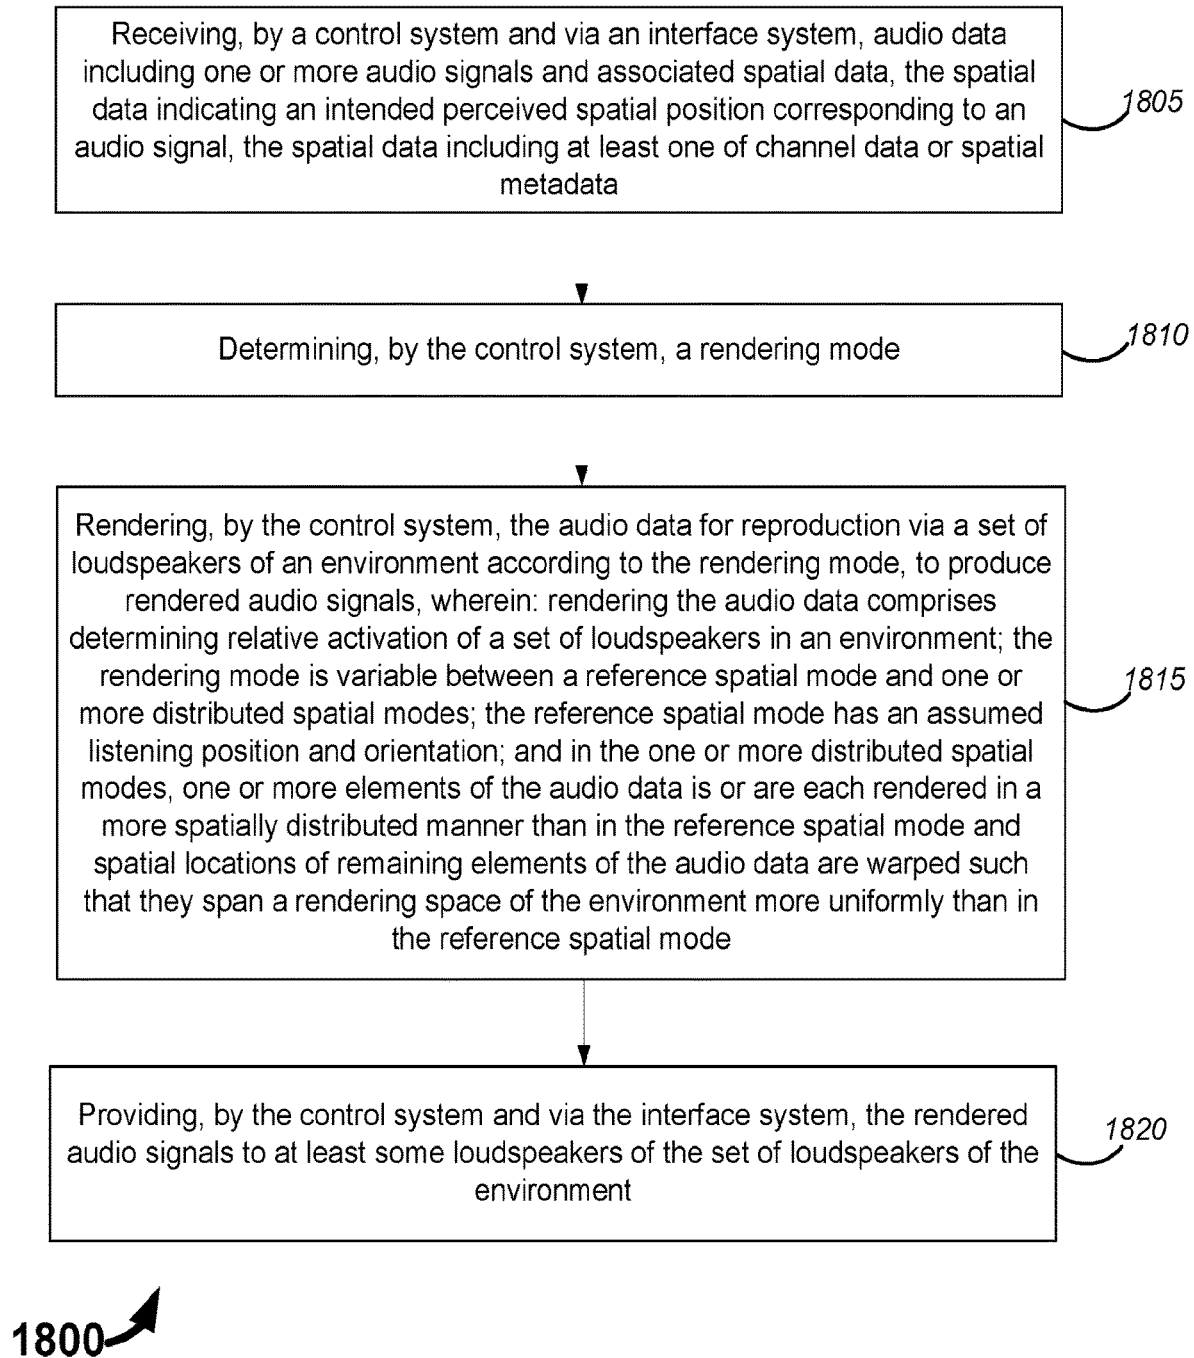 Receiving, by a control system and via an interface system, audio data
including one or more audio signals and associated spatial data, the spatial
data indicating an intended perceived spatial position corresponding to an
audio signal, the spatial data including at least one of channel data or spatial
metadata
1805
Determining, by the control system, a rendering mode
1810
Rendering, by the control system, the audio data for reproduction via a set of
loudspeakers of an environment according to the rendering mode, to produce
rendered audio signals, wherein: rendering the audio data comprises
determining relative activation of a set of loudspeakers in an environment; the
rendering mode is variable between a reference spatial mode and one or
more distributed spatial modes; the reference spatial mode has an assumed
listening position and orientation; and in the one or more distributed spatial
modes, one or more elements of the audio data is or are each rendered in a
more spatially distributed manner than in the reference spatial mode and
spatial locations of remaining elements of the audio data are warped such
that they span a rendering space of the environment more uniformly than in
the reference spatial mode
1815
Providing, by the control system and via the interface system, the rendered
audio signals to at least some loudspeakers of the set of loudspeakers of the
environment
1820
1800